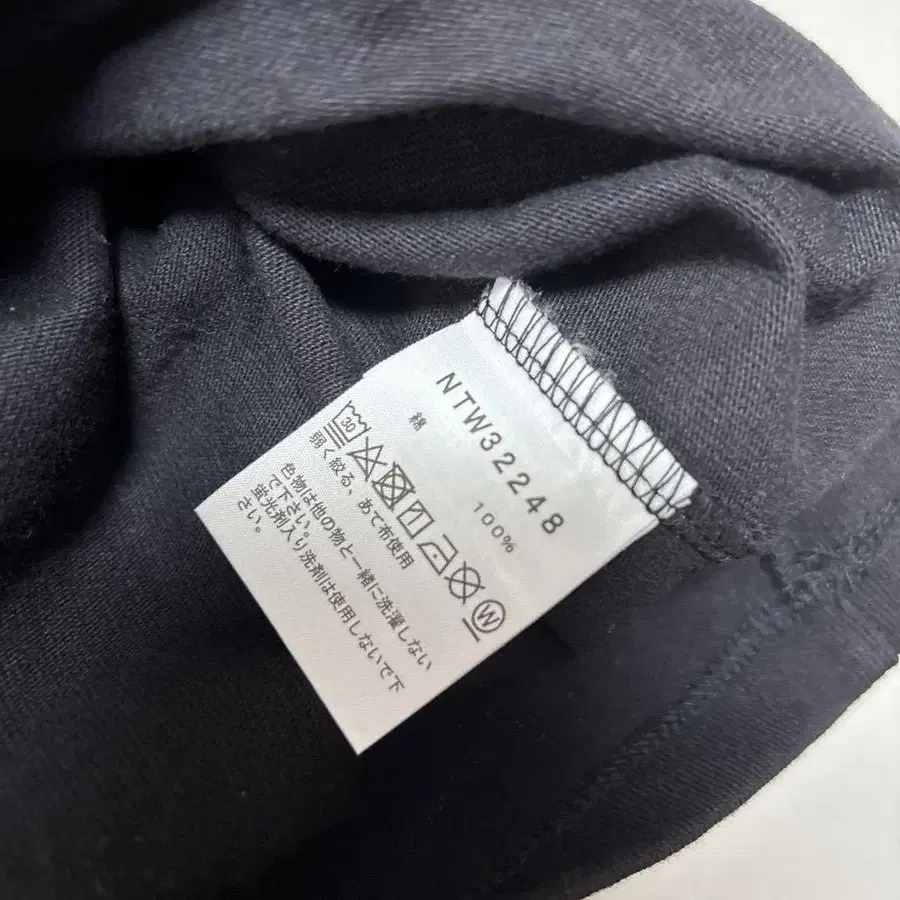 NTW32248
綿 100%
30
W
弱く絞る、あて布使用
色物は他の物と一緒に洗濯しない
で下さい。
蛍光剤入り洗剤は使用しないで下
さい。